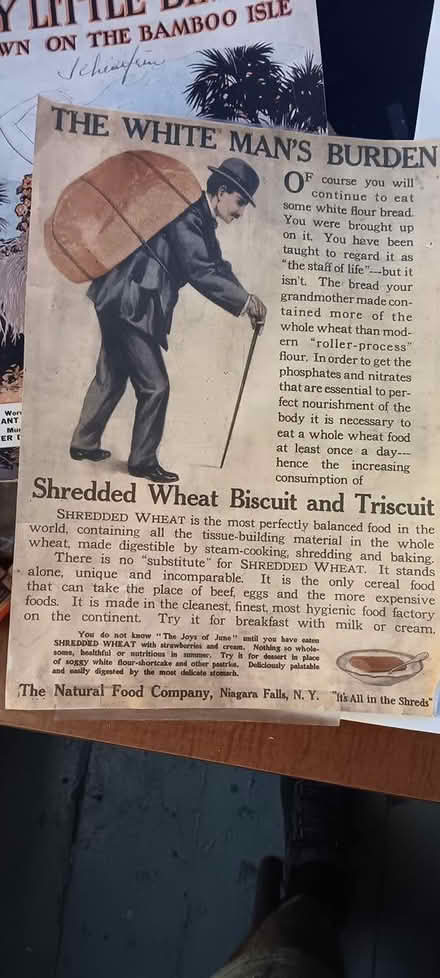 Y LITTLE
WN ON THE BAMBOO ISLE
THE WHITE MAN'S BURDEN
OF course you will
continue to eat
some white flour bread.
You were brought up
on it. You have been
taught to regard it as
"the staff of life"---but it
isn't. The bread your
grandmother made con-
tained more of the
whole wheat than mod-
ern "roller-process"
flour. In order to get the
phosphates and nitrates
that are essential to per-
fect nourishment of the
body it is necessary to
eat a whole wheat food
at least once a day---
hence the increasing
consumption of
Shredded Wheat Biscuit and Triscuit
SHREDDED WHEAT is the most perfectly balanced food in the
world, containing all the tissue-building material in the whole
wheat, made digestible by steam-cooking, shredding and baking.
There is no "substitute" for SHREDDED WHEAT. It stands
alone, unique and incomparable. It is the only cereal food
that can take the place of beef, eggs and the more expensive
foods. It is made in the cleanest, finest, most hygienic food factory
on the continent. Try it for breakfast with milk or cream.
You do not know "The Joys of June" until you have eaten
SHREDDED WHEAT with strawberries and cream. Nothing so whole-
some, healthful or nutritious in summer. Try it for dessert in place
of soggy white flour-shortcake and other pastries. Deliciously palatable
and easily digested by the most delicate stomach.
The Natural Food Company, Niagara Falls, N. Y. "It's All in the Shreds"
Wor
ANT
Mu
ER